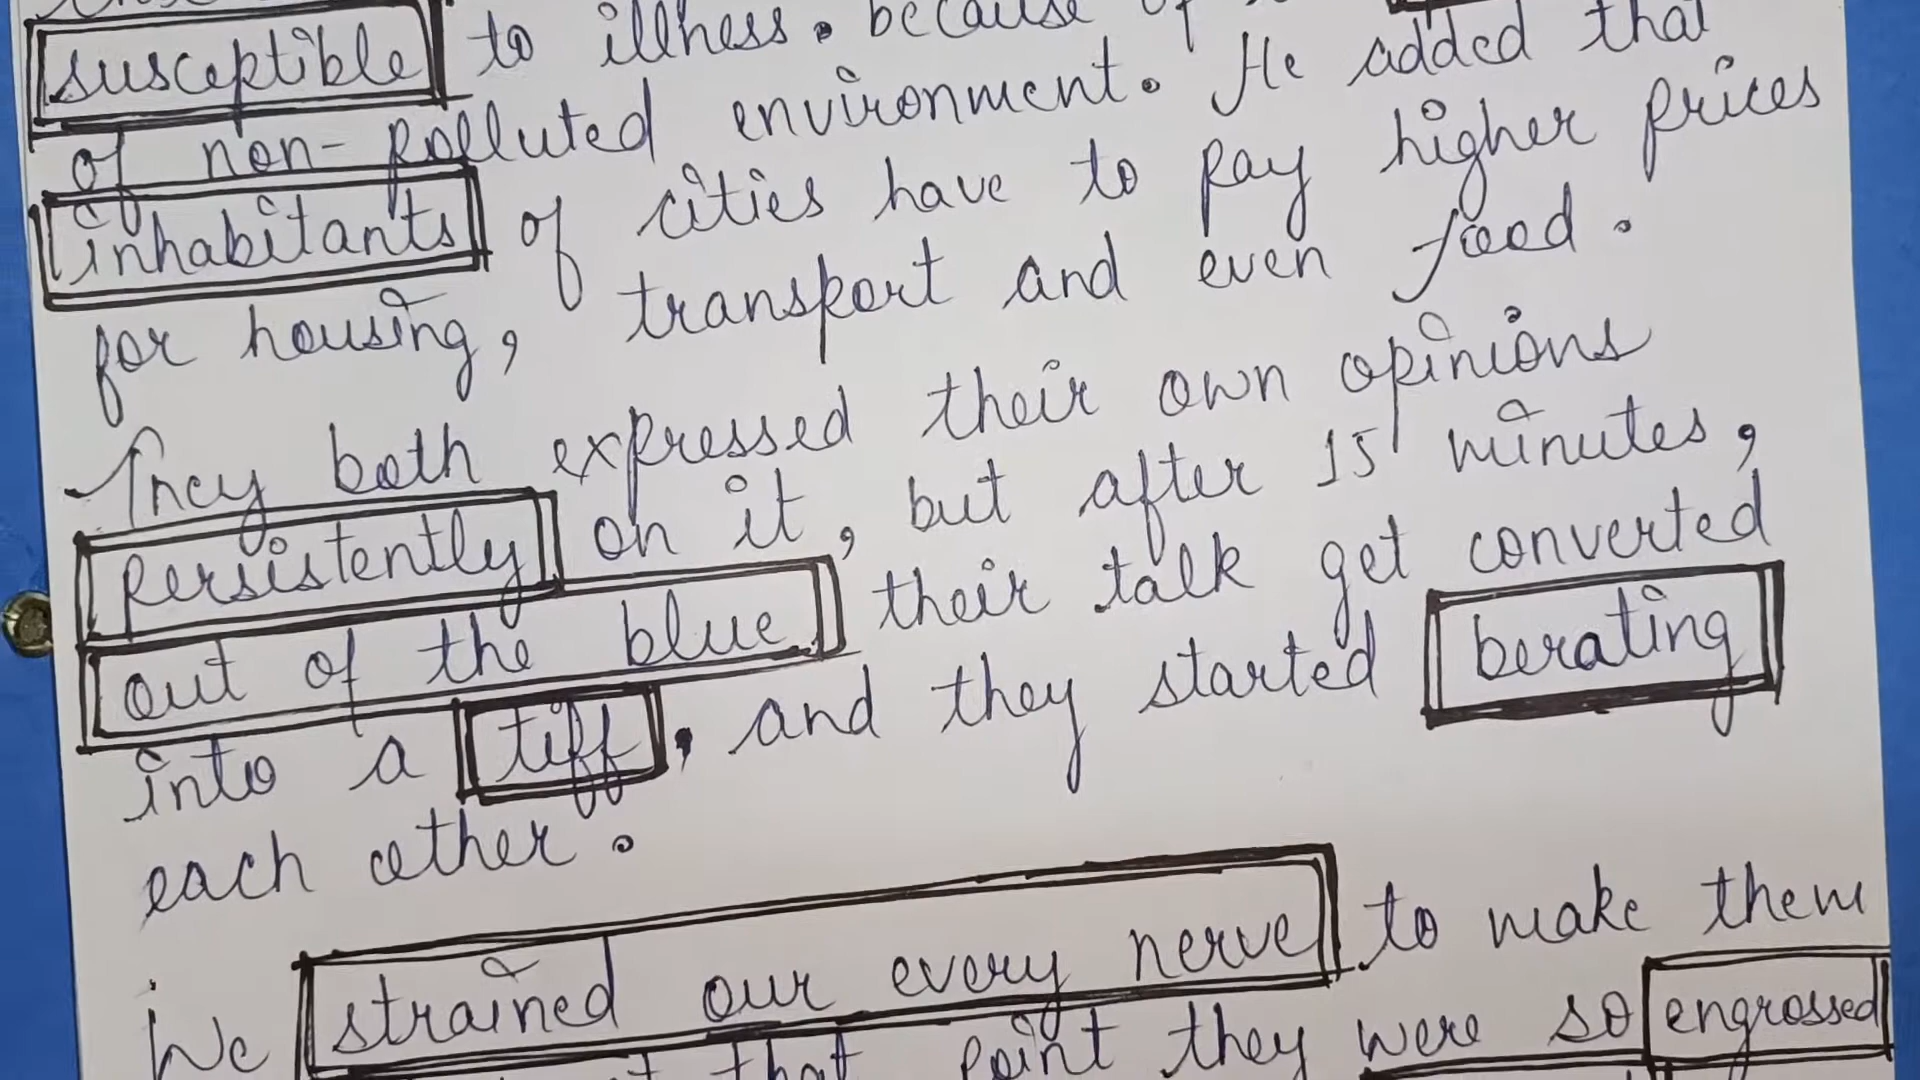 susceptible to illness. because of
of non-polluted environment. He added that
inhabitants of cities have to pay higher prices
for housing, transport and even food.
They both expressed their own opinions
persistently on it, but after 15 minutes,
out of the blue, their talk get converted
into a tiff, and they started berating
each other.
We strained our every nerve to make them
that point they were so engrossed